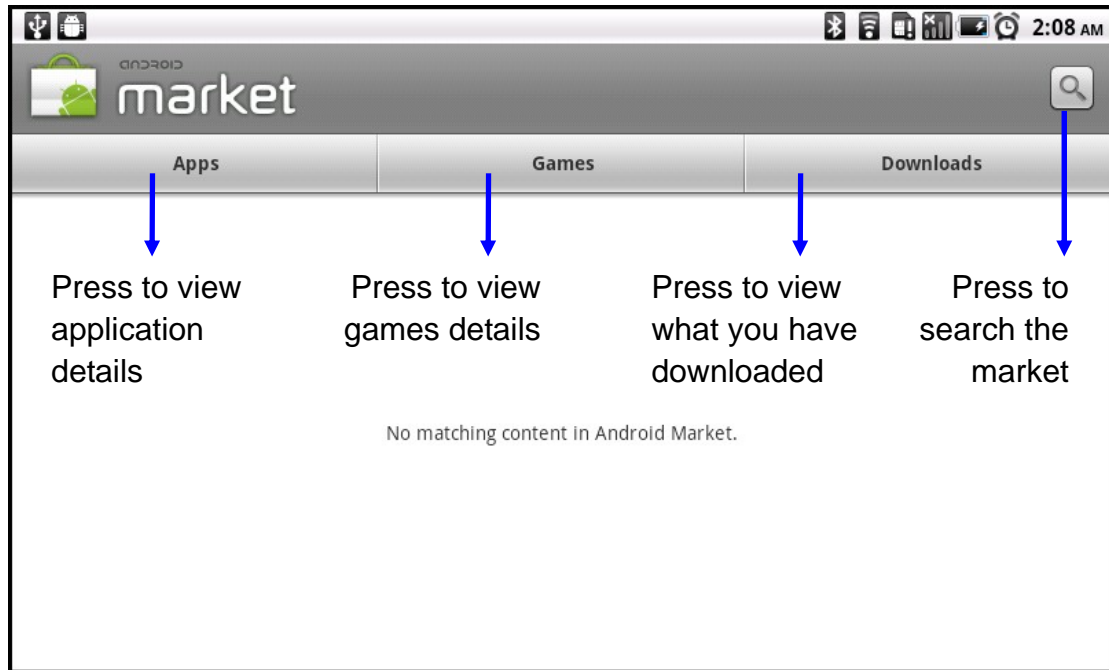 2:08 AM
ANDROID
market
Apps Games Downloads
Press to view
application
details
Press to view
games details
Press to view
what you have
downloaded
Press to
search the
market
No matching content in Android Market.